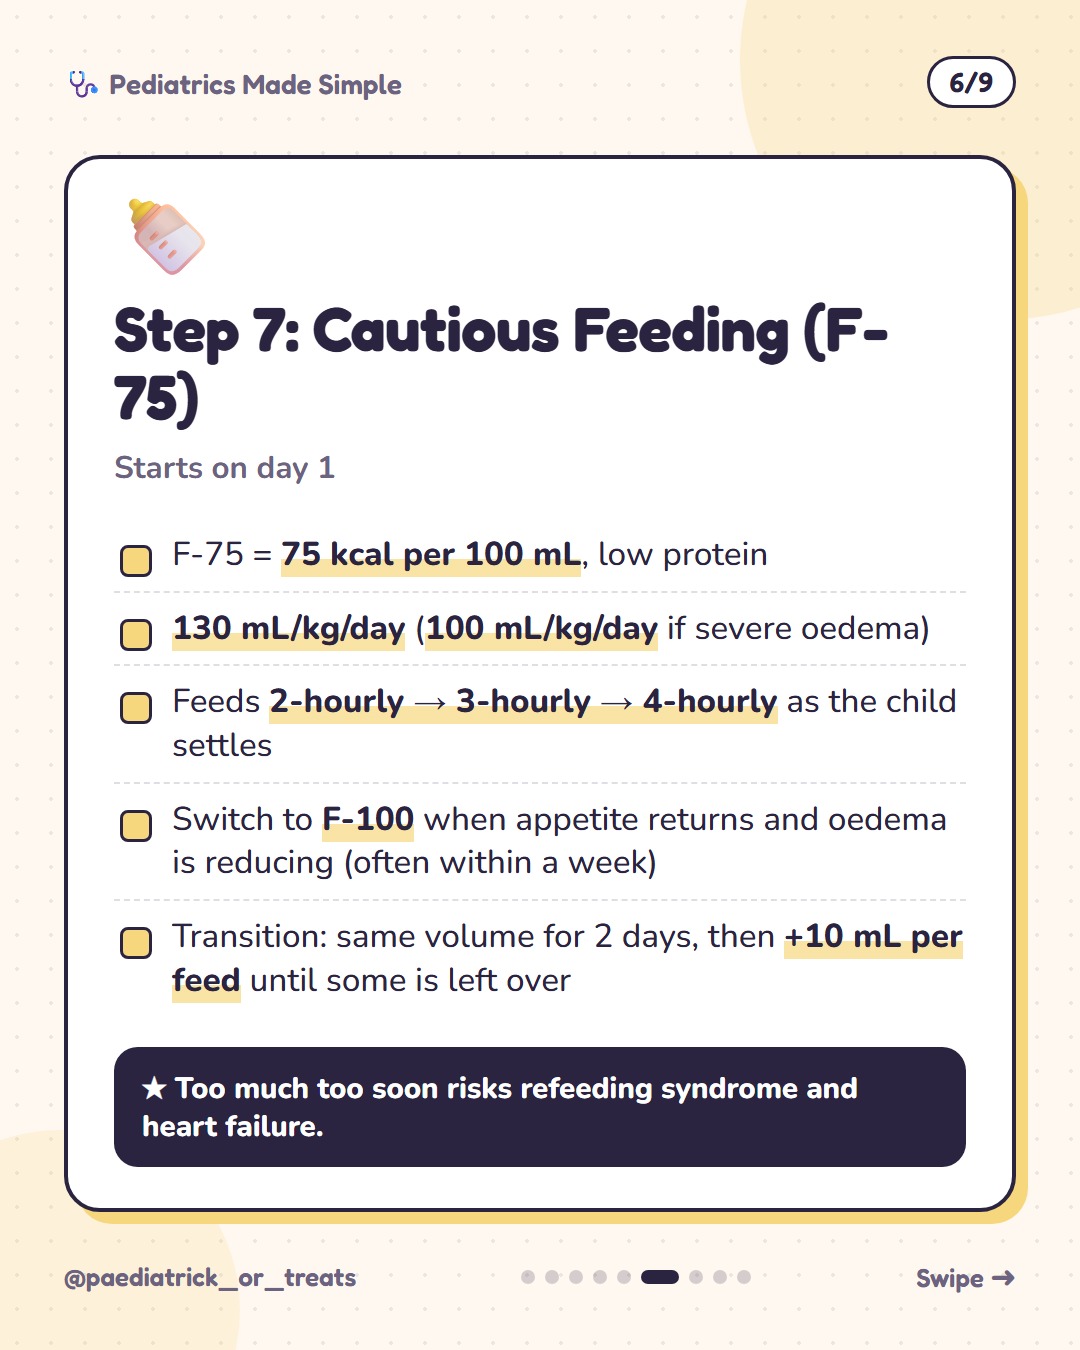 Pediatrics Made Simple
6/9
Step 7: Cautious Feeding (F-
75)
Starts on day 1
F-75 = 75 kcal per 100 mL, low protein
130 mL/kg/day (100 mL/kg/day if severe oedema)
Feeds 2-hourly → 3-hourly → 4-hourly as the child
settles
Switch to F-100 when appetite returns and oedema
is reducing (often within a week)
Transition: same volume for 2 days, then +10 mL per
feed until some is left over
★ Too much too soon risks refeeding syndrome and
heart failure.
@paediatrick_or_treats
Swipe →